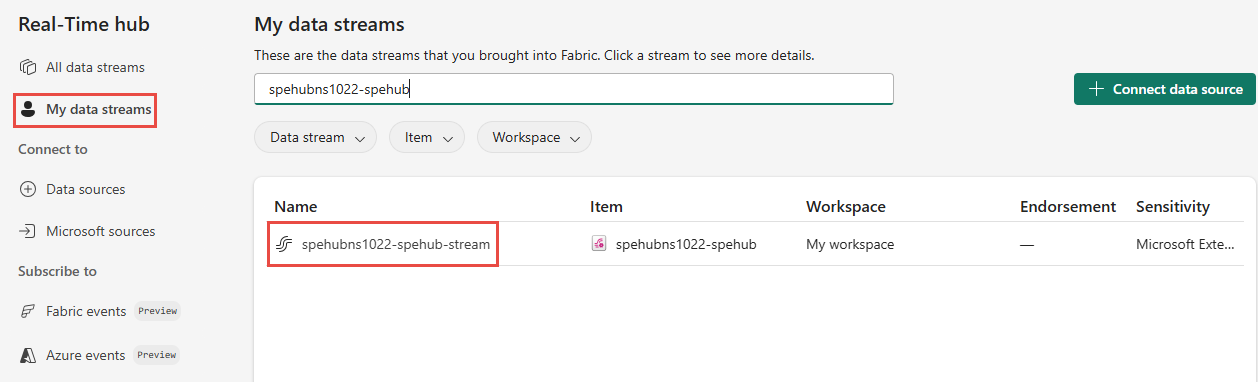 Real-Time hub
All data streams
My data streams
Connect to
Data sources
Microsoft sources
Subscribe to
Fabric events Preview
Azure events Preview
My data streams
These are the data streams that you brought into Fabric. Click a stream to see more details.
spehubns1022-spehub
Connect data source
Data stream Item Workspace
Name Item Workspace Endorsement Sensitivity
spehubns1022-spehub-stream spehubns1022-spehub My workspace — Microsoft Exte...